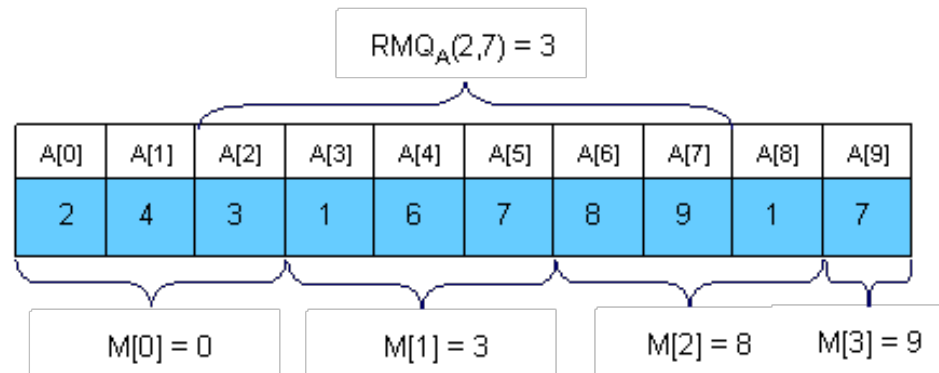 RMQA(2,7) = 3
A[0] A[1] A[2] A[3] A[4] A[5] A[6] A[7] A[8] A[9]
2 4 3 1 6 7 8 9 1 7
M[0] = 0 M[1] = 3 M[2] = 8 M[3] = 9